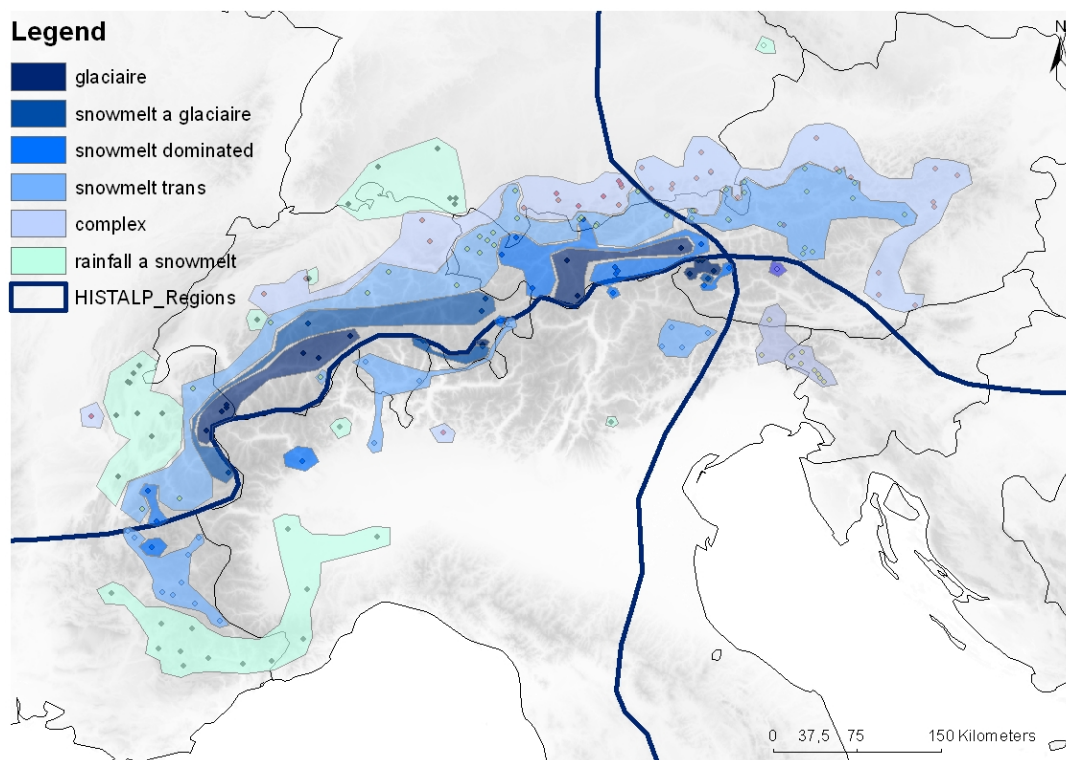 Legend
glaciaire
snowmelt a glaciaire
snowmelt dominated
snowmelt trans
complex
rainfall a snowmelt
HISTALP_Regions
N
0 37,5 75 150 Kilometers